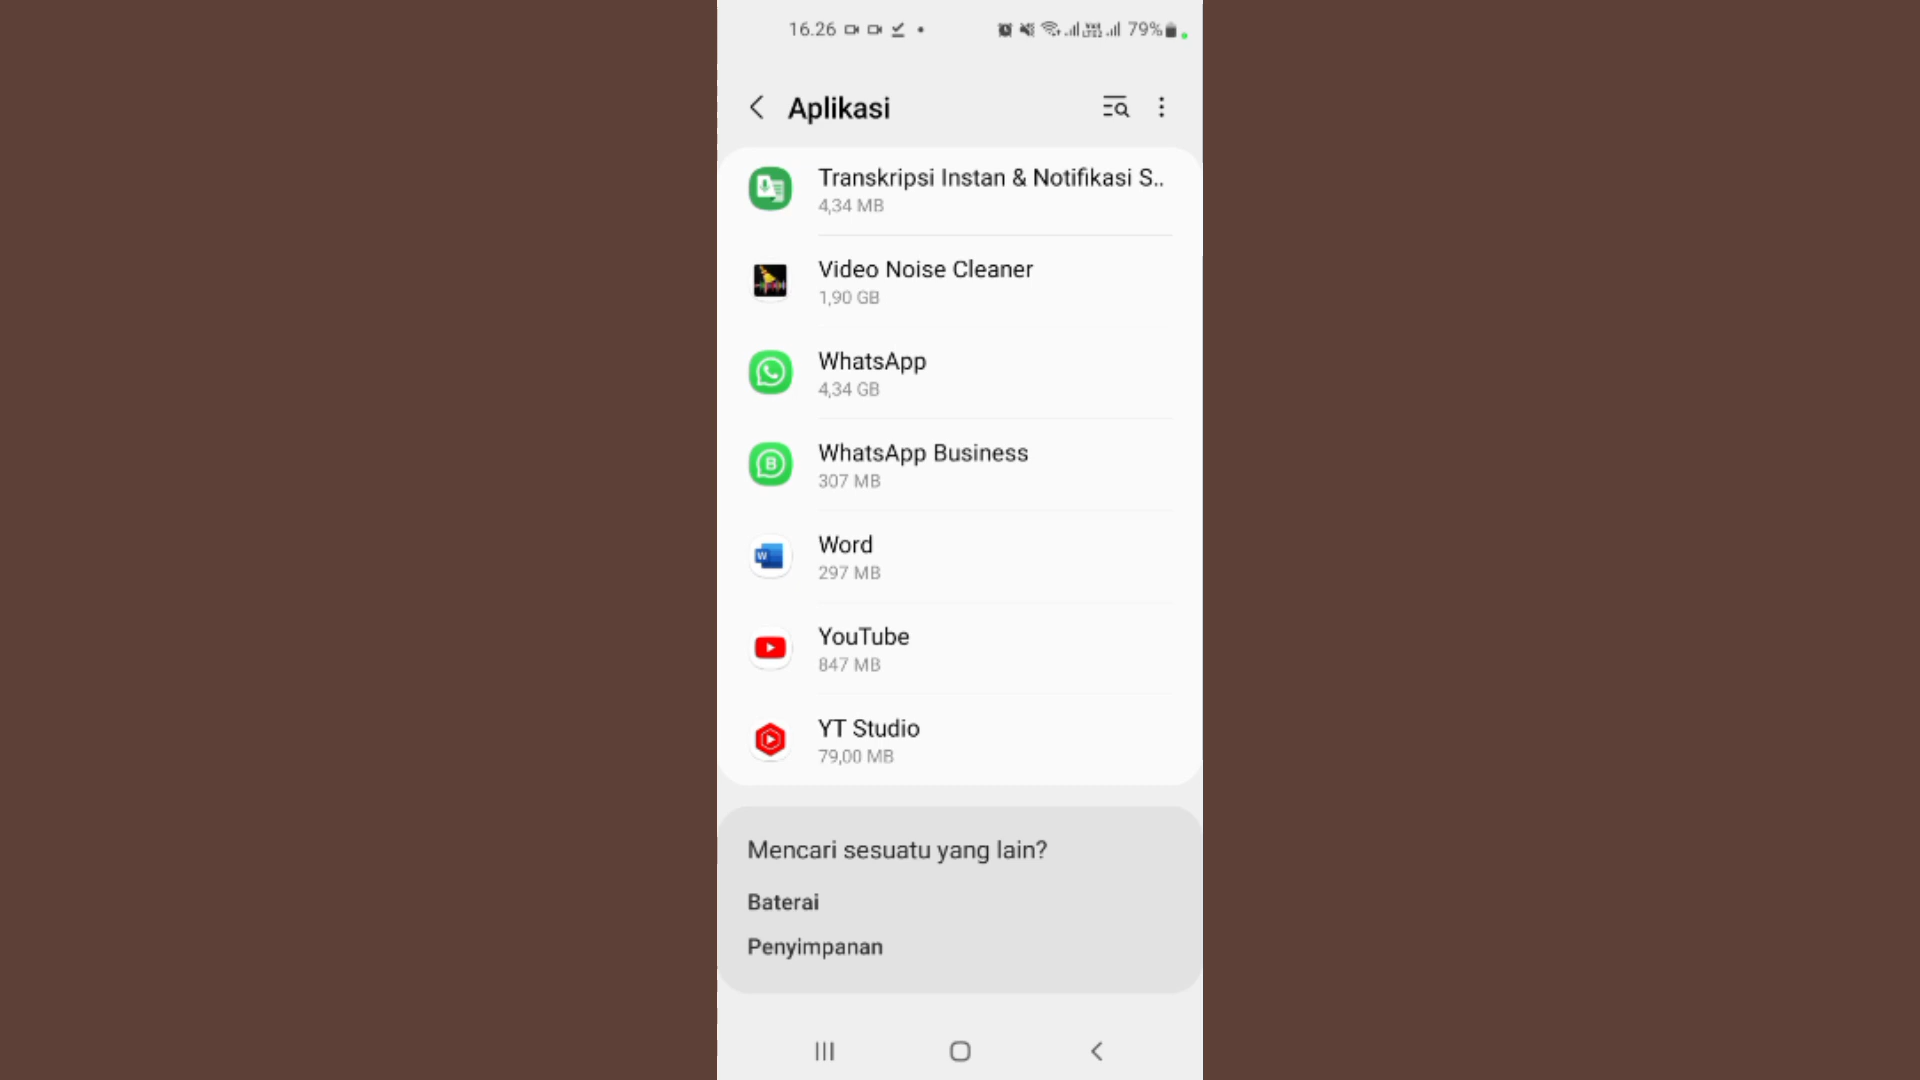 16.26
79%
Aplikasi
Transkripsi Instan & Notifikasi S..
4,34 MB
Video Noise Cleaner
1,90 GB
WhatsApp
4,34 GB
WhatsApp Business
307 MB
Word
297 MB
YouTube
847 MB
YT Studio
79,00 MB
Mencari sesuatu yang lain?
Baterai
Penyimpanan